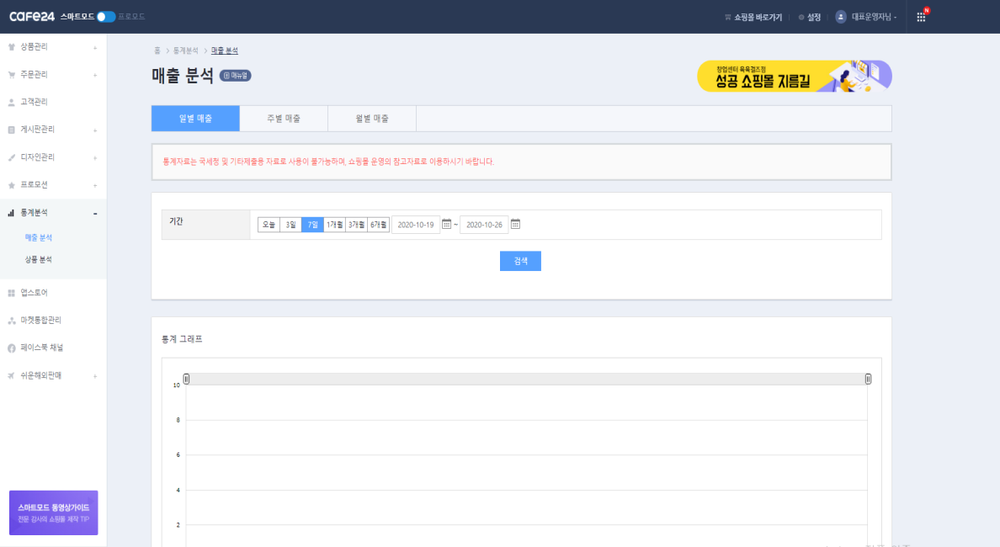 cafe24 스마트모드 프로모드
쇼핑몰 바로가기 설정 대표운영자님
N
상품관리 +
주문관리 +
고객관리
게시판관리 +
디자인관리 +
프로모션 +
통계분석 -
매출 분석
상품 분석
앱스토어
마켓통합관리
페이스북 채널
쉬운해외판매 +
스마트모드 동영상가이드
전문 강사의 쇼핑몰 제작 TIP
홈 > 통계분석 > 매출 분석
매출 분석 매뉴얼
창업센터 육육걸즈점
성공 쇼핑몰 지름길
일별 매출 주별 매출 월별 매출
통계자료는 국세청 및 기타제출용 자료로 사용이 불가능하며, 쇼핑몰 운영의 참고자료로 이용하시기 바랍니다.
기간 오늘 3일 7일 1개월 3개월 6개월 2020-10-19 ~ 2020-10-26
검색
통계 그래프
10
8
6
4
2